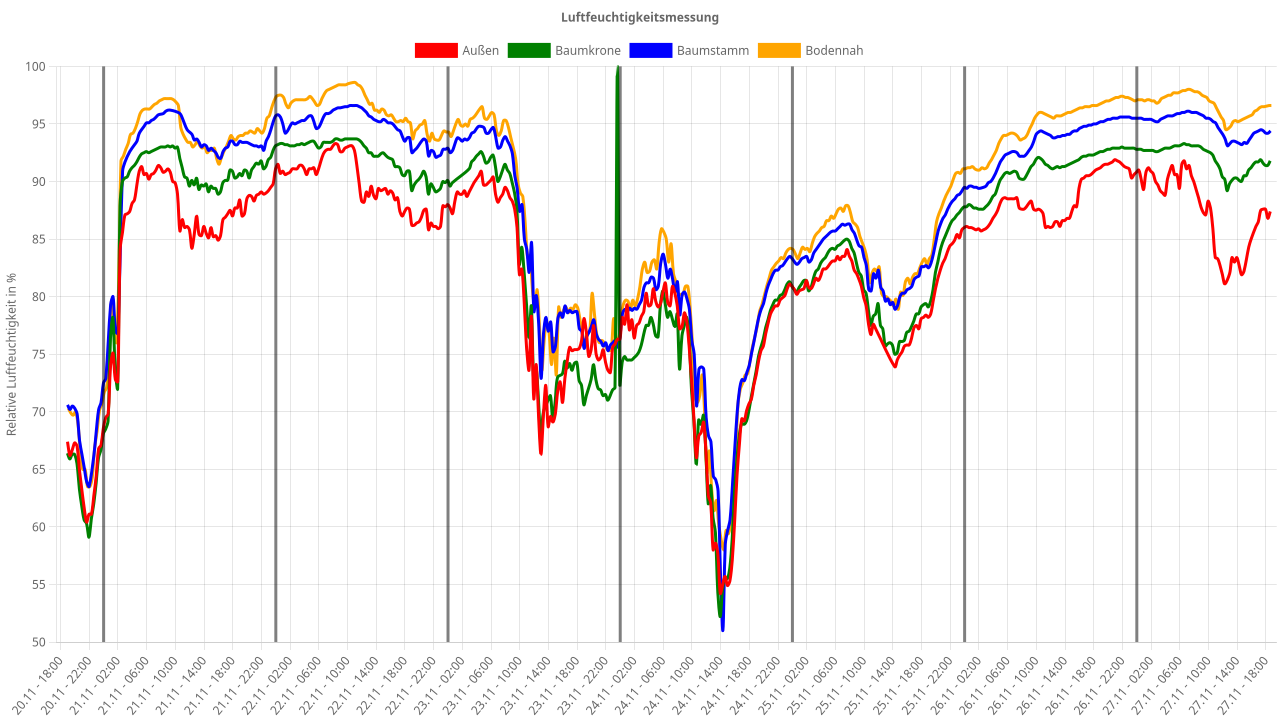 Luftfeuchtigkeitsmessung
Außen Baumkrone Baumstamm Bodennah
Relative Luftfeuchtigkeit in %
100
95
90
85
80
75
70
65
60
55
50
20.11 - 18:00
20.11 - 22:00
21.11 - 02:00
21.11 - 06:00
21.11 - 10:00
21.11 - 14:00
21.11 - 18:00
21.11 - 22:00
22.11 - 02:00
22.11 - 06:00
22.11 - 10:00
22.11 - 14:00
22.11 - 18:00
22.11 - 22:00
23.11 - 02:00
23.11 - 06:00
23.11 - 10:00
23.11 - 14:00
23.11 - 18:00
23.11 - 22:00
24.11 - 02:00
24.11 - 06:00
24.11 - 10:00
24.11 - 14:00
24.11 - 18:00
24.11 - 22:00
25.11 - 02:00
25.11 - 06:00
25.11 - 10:00
25.11 - 14:00
25.11 - 18:00
25.11 - 22:00
26.11 - 02:00
26.11 - 06:00
26.11 - 10:00
26.11 - 14:00
26.11 - 18:00
26.11 - 22:00
27.11 - 02:00
27.11 - 06:00
27.11 - 10:00
27.11 - 14:00
27.11 - 18:00